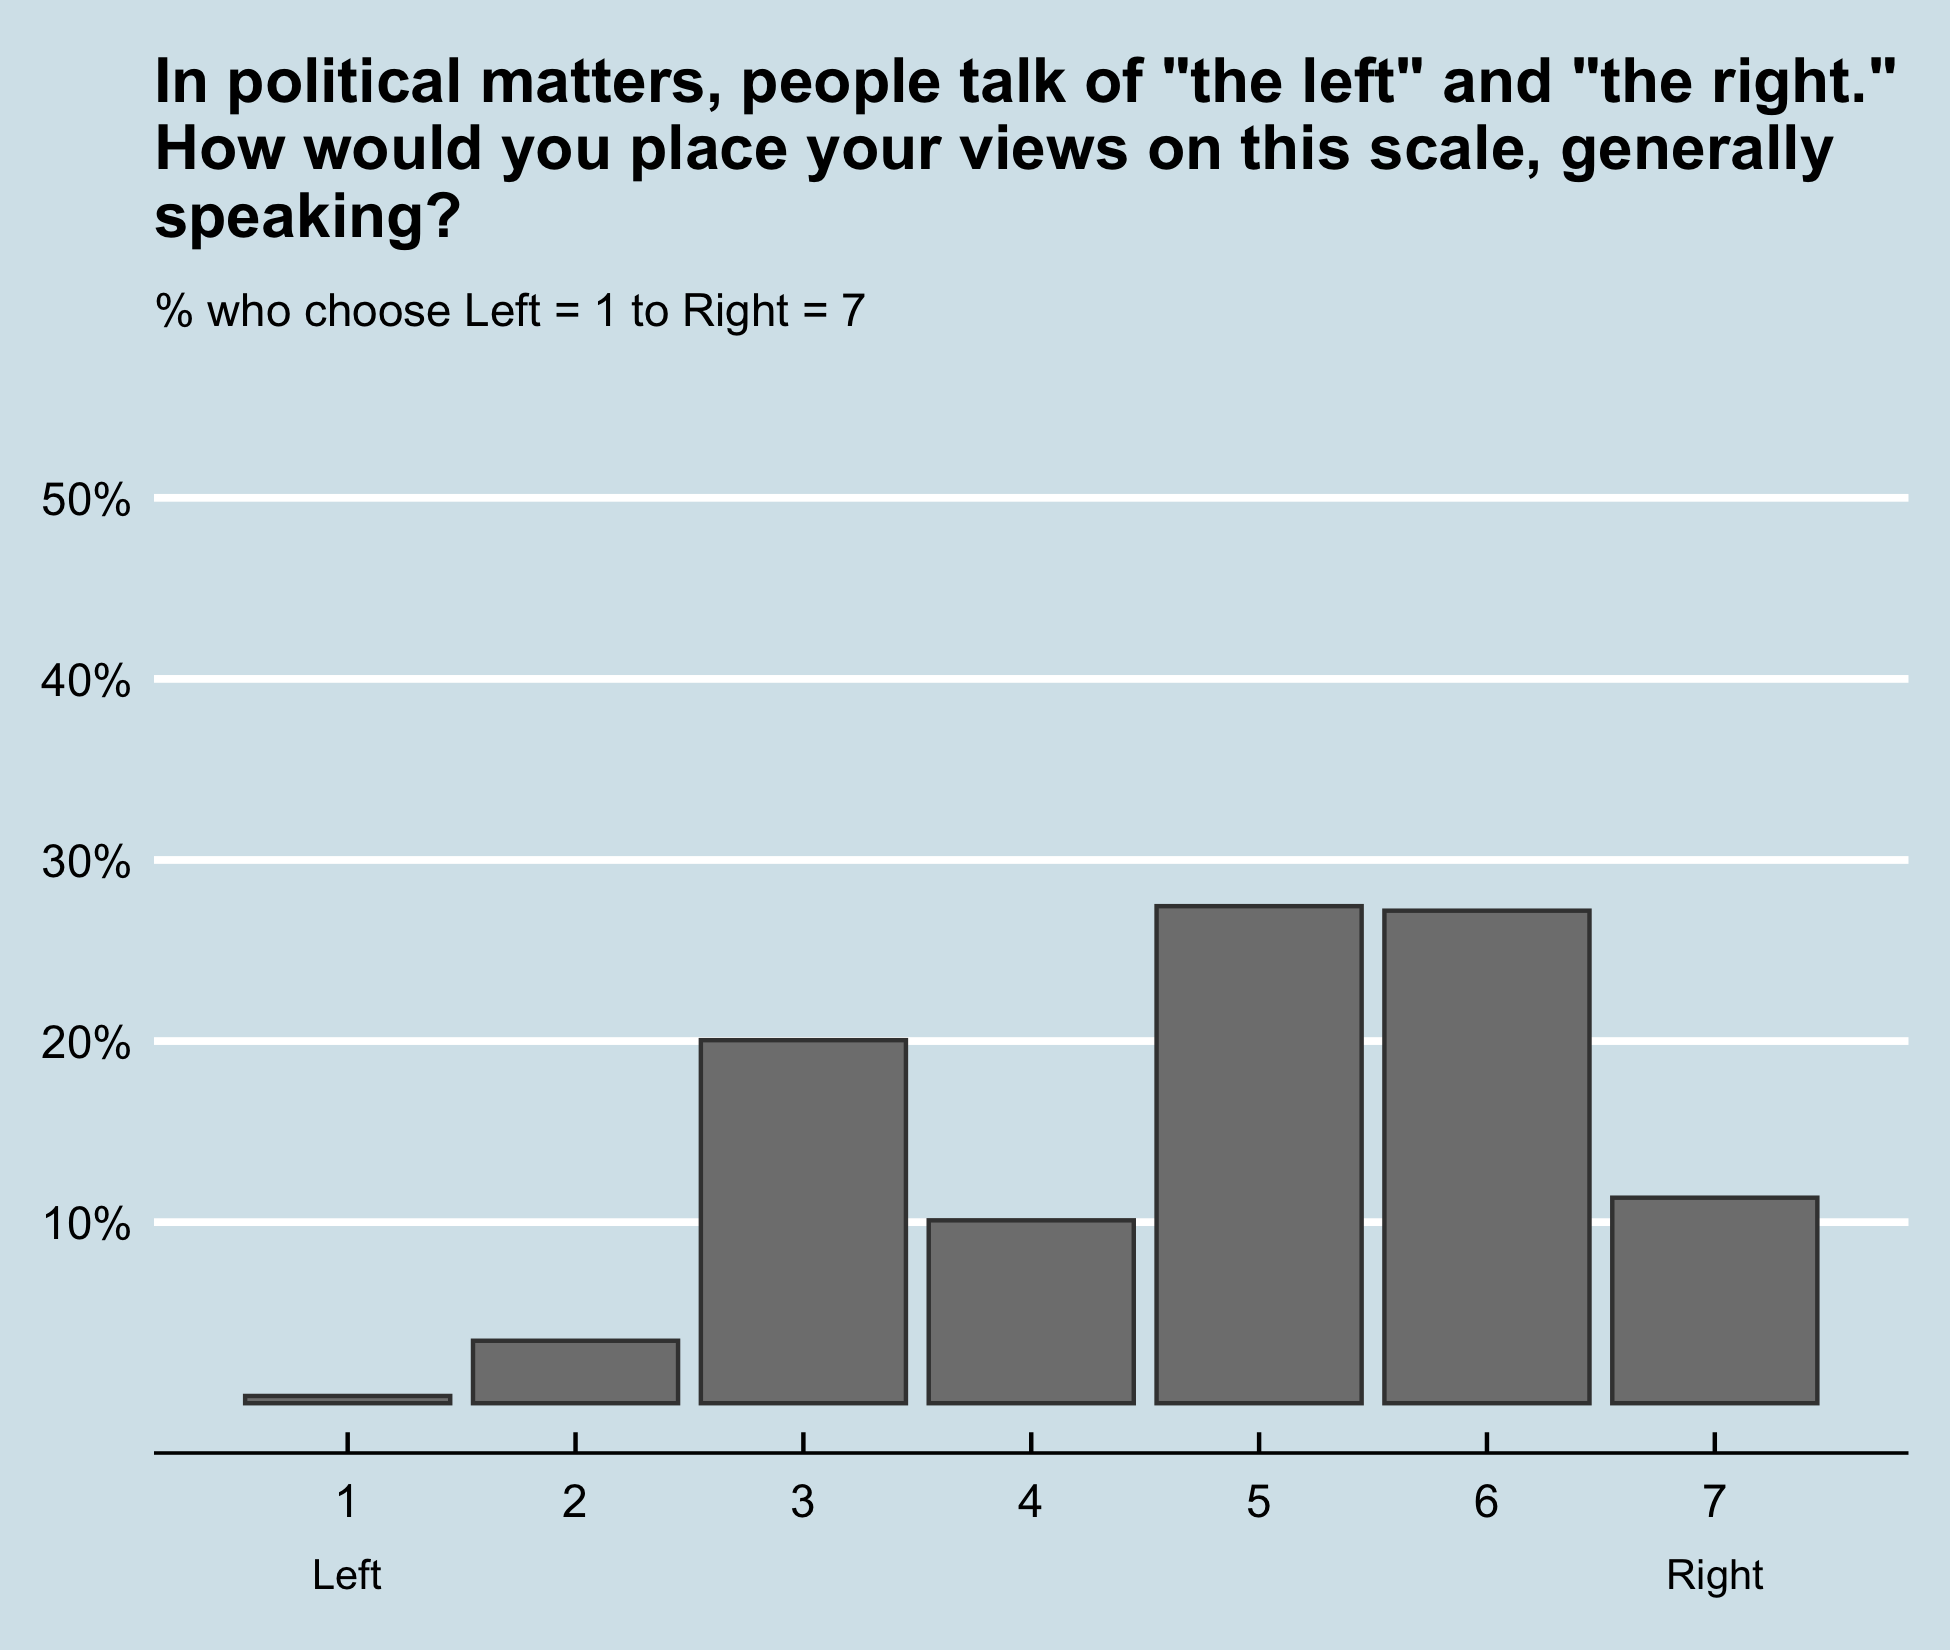 In political matters, people talk of "the left" and "the right."
How would you place your views on this scale, generally
speaking?
% who choose Left = 1 to Right = 7
50%
40%
30%
20%
10%
1 2 3 4 5 6 7
Left Right